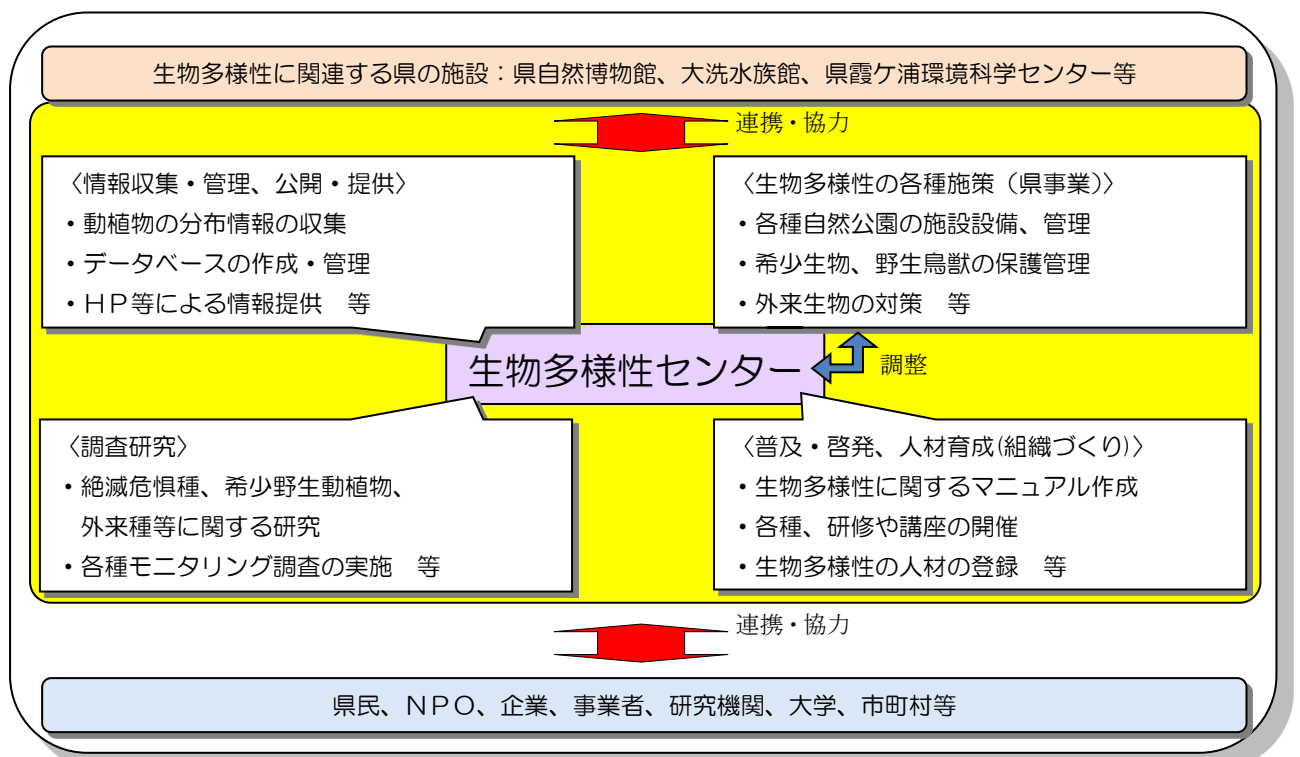 生物多様性に関連する県の施設：県自然博物館、大洗水族館、県霞ケ浦環境科学センター等
連携・協力
〈情報収集・管理、公開・提供〉
・動植物の分布情報の収集
・データベースの作成・管理
・ＨＰ等による情報提供　等
〈生物多様性の各種施策（県事業）〉
・各種自然公園の施設設備、管理
・希少生物、野生鳥獣の保護管理
・外来生物の対策　等
生物多様性センター
調整
〈調査研究〉
・絶滅危惧種、希少野生動植物、
外来種等に関する研究
・各種モニタリング調査の実施　等
〈普及・啓発、人材育成(組織づくり)〉
・生物多様性に関するマニュアル作成
・各種、研修や講座の開催
・生物多様性の人材の登録　等
連携・協力
県民、ＮＰＯ、企業、事業者、研究機関、大学、市町村等